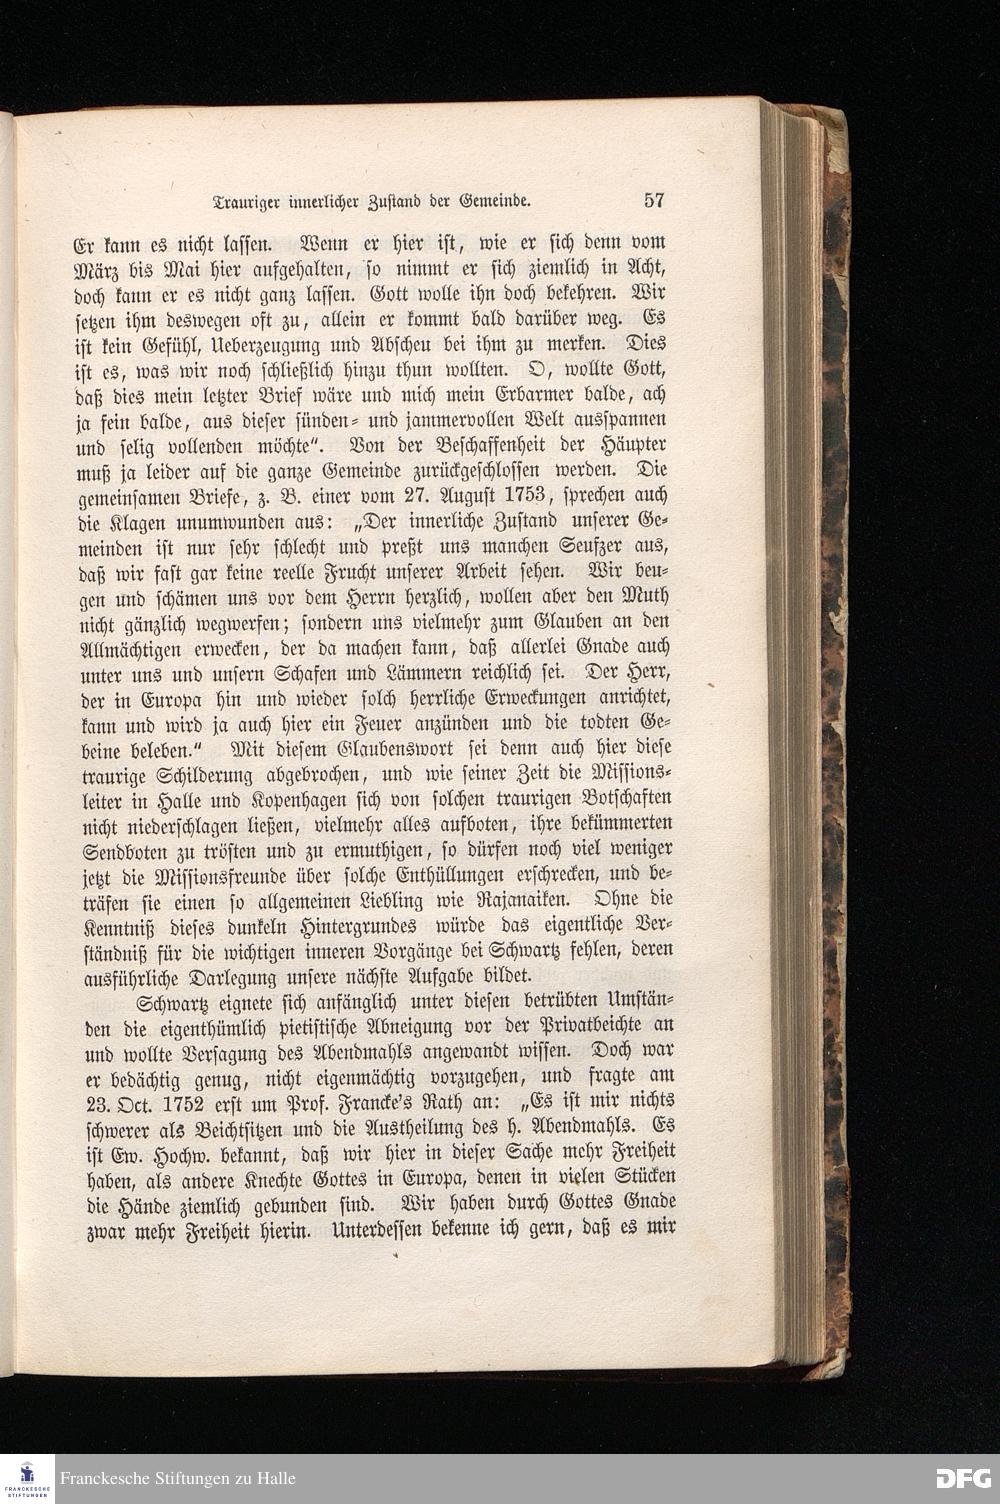 Trauriger innerlicher Zustand der Gemeinde. 57
Er kann es nicht lassen. Wenn er hier ist, wie er sich denn vom
März bis Mai hier aufgehalten, so nimmt er sich ziemlich in Acht,
doch kann er es nicht ganz lassen. Gott wolle ihn doch bekehren. Wir
setzen ihm deswegen oft zu, allein er kommt bald darüber weg. Es
ist kein Gefühl, Ueberzeugung und Abscheu bei ihm zu merken. Dies
ist es, was wir noch schließlich hinzu thun wollten. O, wollte Gott,
daß dies mein letzter Brief wäre und mich mein Erbarmer balde, ach
ja fein balde, aus dieser sünden- und jammervollen Welt ausspannen
und selig vollenden möchte“. Von der Beschaffenheit der Häupter
muß ja leider auf die ganze Gemeinde zurückgeschlossen werden. Die
gemeinsamen Briefe, z. B. einer vom 27. August 1753, sprechen auch
die Klagen unumwunden aus: „Der innerliche Zustand unserer Ge-
meinden ist nur sehr schlecht und preßt uns manchen Seufzer aus,
daß wir fast gar keine reelle Frucht unserer Arbeit sehen. Wir beu-
gen und schämen uns vor dem Herrn herzlich, wollen aber den Muth
nicht gänzlich wegwerfen; sondern uns vielmehr zum Glauben an den
Allmächtigen erwecken, der da machen kann, daß allerlei Gnade auch
unter uns und unsern Schafen und Lämmern reichlich sei. Der Herr,
der in Europa hin und wieder solch herrliche Erweckungen anrichtet,
kann und wird ja auch hier ein Feuer anzünden und die todten Ge-
beine beleben.“ Mit diesem Glaubenswort sei denn auch hier diese
traurige Schilderung abgebrochen, und wie seiner Zeit die Missions-
leiter in Halle und Kopenhagen sich von solchen traurigen Botschaften
nicht niederschlagen ließen, vielmehr alles aufboten, ihre bekümmerten
Sendboten zu trösten und zu ermuthigen, so dürfen noch viel weniger
jetzt die Missionsfreunde über solche Enthüllungen erschrecken, und be-
träfen sie einen so allgemeinen Liebling wie Rajanaiken. Ohne die
Kenntniß dieses dunkeln Hintergrundes würde das eigentliche Ver-
ständniß für die wichtigen inneren Vorgänge bei Schwartz fehlen, deren
ausführliche Darlegung unsere nächste Aufgabe bildet.
Schwartz eignete sich anfänglich unter diesen betrübten Umstän-
den die eigenthümlich pietistische Abneigung vor der Privatbeichte an
und wollte Versagung des Abendmahls angewandt wissen. Doch war
er bedächtig genug, nicht eigenmächtig vorzugehen, und fragte am
23. Oct. 1752 erst um Prof. Francke's Rath an: „Es ist mir nichts
schwerer als Beichtsitzen und die Austheilung des h. Abendmahls. Es
ist Ew. Hochw. bekannt, daß wir hier in dieser Sache mehr Freiheit
haben, als andere Knechte Gottes in Europa, denen in vielen Stücken
die Hände ziemlich gebunden sind. Wir haben durch Gottes Gnade
zwar mehr Freiheit hierin. Unterdessen bekenne ich gern, daß es mir
FRANCKESCHE
STIFTUNGEN
Franckesche Stiftungen zu Halle
DFG